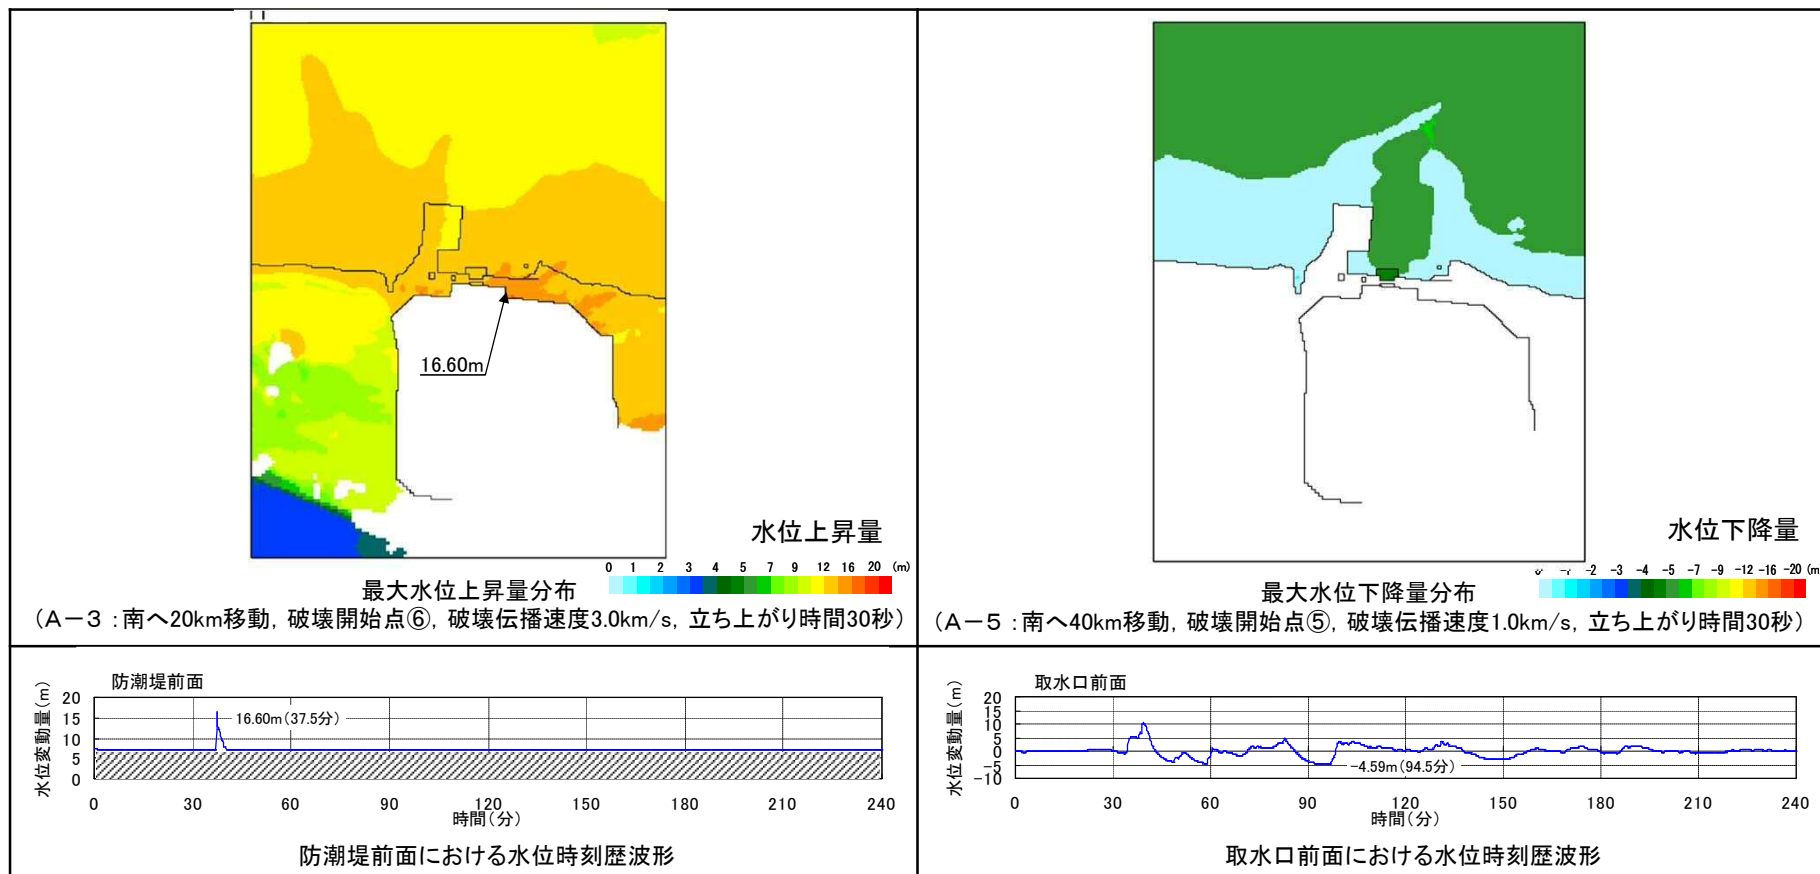 16.60m
水位上昇量
0 1 2 3 4 5 7 9 12 16 20 (m)
最大水位上昇量分布
(A-3:南へ20km移動, 破壊開始点⑥, 破壊伝播速度3.0km/s, 立ち上がり時間30秒)
水位下降量
-2 -3 -4 -5 -7 -9 -12 -16 -20 (m
最大水位下降量分布
(A-5:南へ40km移動, 破壊開始点⑤, 破壊伝播速度1.0km/s, 立ち上がり時間30秒)
防潮堤前面
水位変動量(m)
20
15
10
5
0
16.60m(37.5分)
0 30 60 90 120 150 180 210 240
時間(分)
防潮堤前面における水位時刻歴波形
取水口前面
水位変動量(m)
20
15
10
5
0
-5
-10
-4.59m(94.5分)
0 30 60 90 120 150 180 210 240
時間(分)
取水口前面における水位時刻歴波形